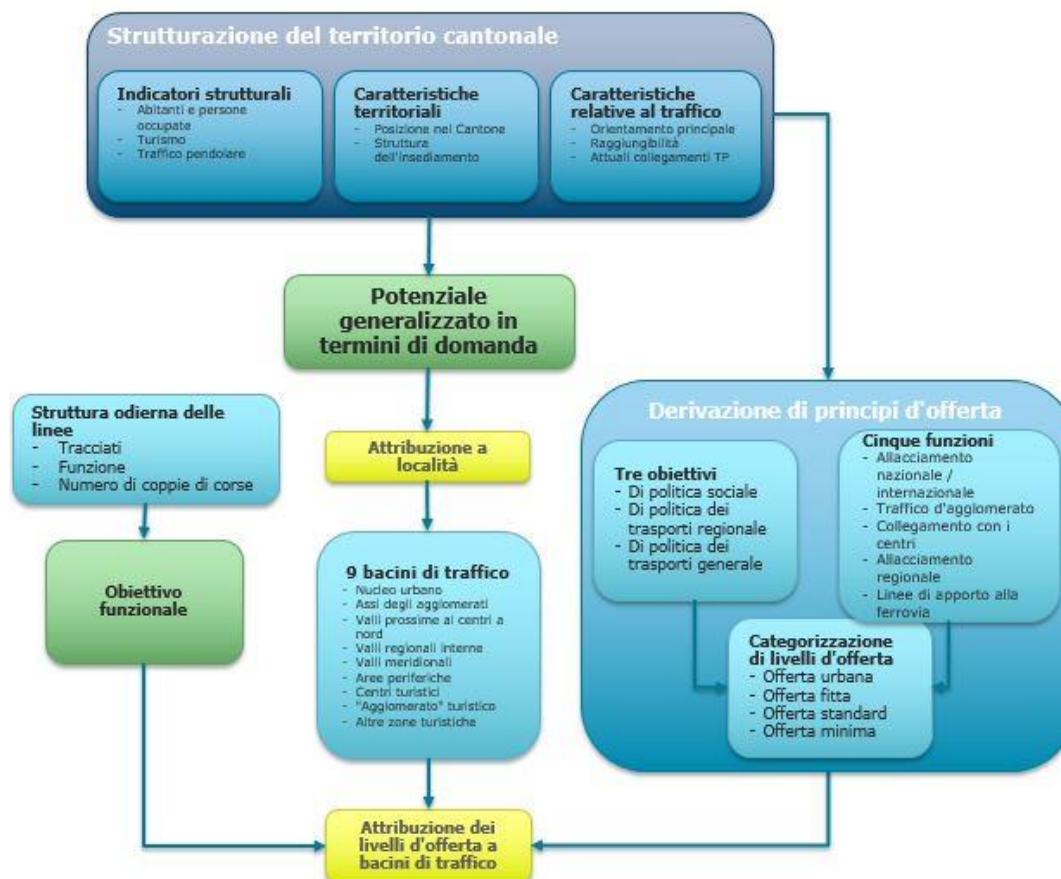 Strutturazione del territorio cantonale
Indicatori strutturali
- Abitanti e persone
occupate
- Turismo
- Traffico pendolare
Caratteristiche
territoriali
- Posizione nel Cantone
- Struttura
dell'insediamento
Caratteristiche
relative al traffico
- Orientamento principale
- Raggiungibilità
- Attuali collegamenti TP
Potenziale
generalizzato in
termini di domanda
Struttura odierna delle
linee
- Tracciati
- Funzione
- Numero di coppie di corse
Obiettivo
funzionale
Attribuzione a
località
9 bacini di traffico
- Nucleo urbano
- Assi degli agglomerati
- Valli prossime ai centri a
nord
- Valli regionali interne
- Valli meridionali
- Aree periferiche
- Centri turistici
- "Agglomerato" turistico
- Altre zone turistiche
Derivazione di principi d'offerta
Tre obiettivi
- Di politica sociale
- Di politica dei
trasporti regionale
- Di politica dei
trasporti generale
Cinque funzioni
- Allacciamento
nazionale /
internazionale
- Traffico d'agglomerato
- Collegamento con i
centri
- Allacciamento
regionale
- Linee di apporto alla
ferrovia
Categorizzazione
di livelli d'offerta
- Offerta urbana
- Offerta fitta
- Offerta standard
- Offerta minima
Attribuzione dei
livelli d'offerta a
bacini di traffico